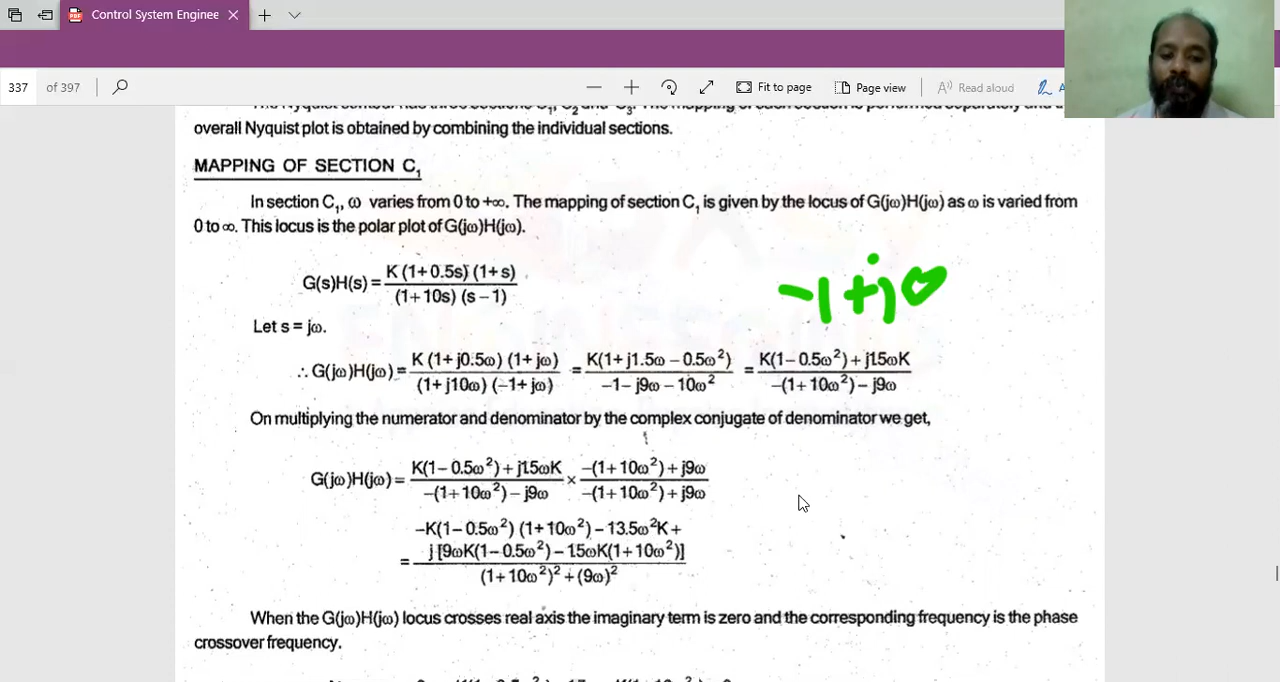 Control System Enginee
337 of 397
Fit to page
Page view
Read aloud
overall Nyquist plot is obtained by combining the individual sections.
MAPPING OF SECTION C₁
In section C₁, ω varies from 0 to +∞. The mapping of section C₁ is given by the locus of G(jω)H(jω) as ω is varied from
0 to ∞. This locus is the polar plot of G(jω)H(jω).
G(s)H(s) = K (1+0.5s) (1+s) / (1+10s) (s−1)
-1+j
Let s = jω.
∴ G(jω)H(jω) = K (1+j0.5ω) (1+jω) / (1+j10ω) (−1+jω) = K(1+j1.5ω−0.5ω²) / −1−j9ω−10ω² = K(1−0.5ω²)+j1.5ωK / −(1+10ω²)−j9ω
On multiplying the numerator and denominator by the complex conjugate of denominator we get,
G(jω)H(jω) = K(1−0.5ω²)+j1.5ωK / −(1+10ω²)−j9ω × −(1+10ω²)+j9ω / −(1+10ω²)+j9ω
−K(1−0.5ω²) (1+10ω²)−13.5ω²K+
= j [9ωK(1−0.5ω²)−1.5ωK(1+10ω²)] / (1+10ω²)²+(9ω)²
When the G(jω)H(jω) locus crosses real axis the imaginary term is zero and the corresponding frequency is the phase
crossover frequency.